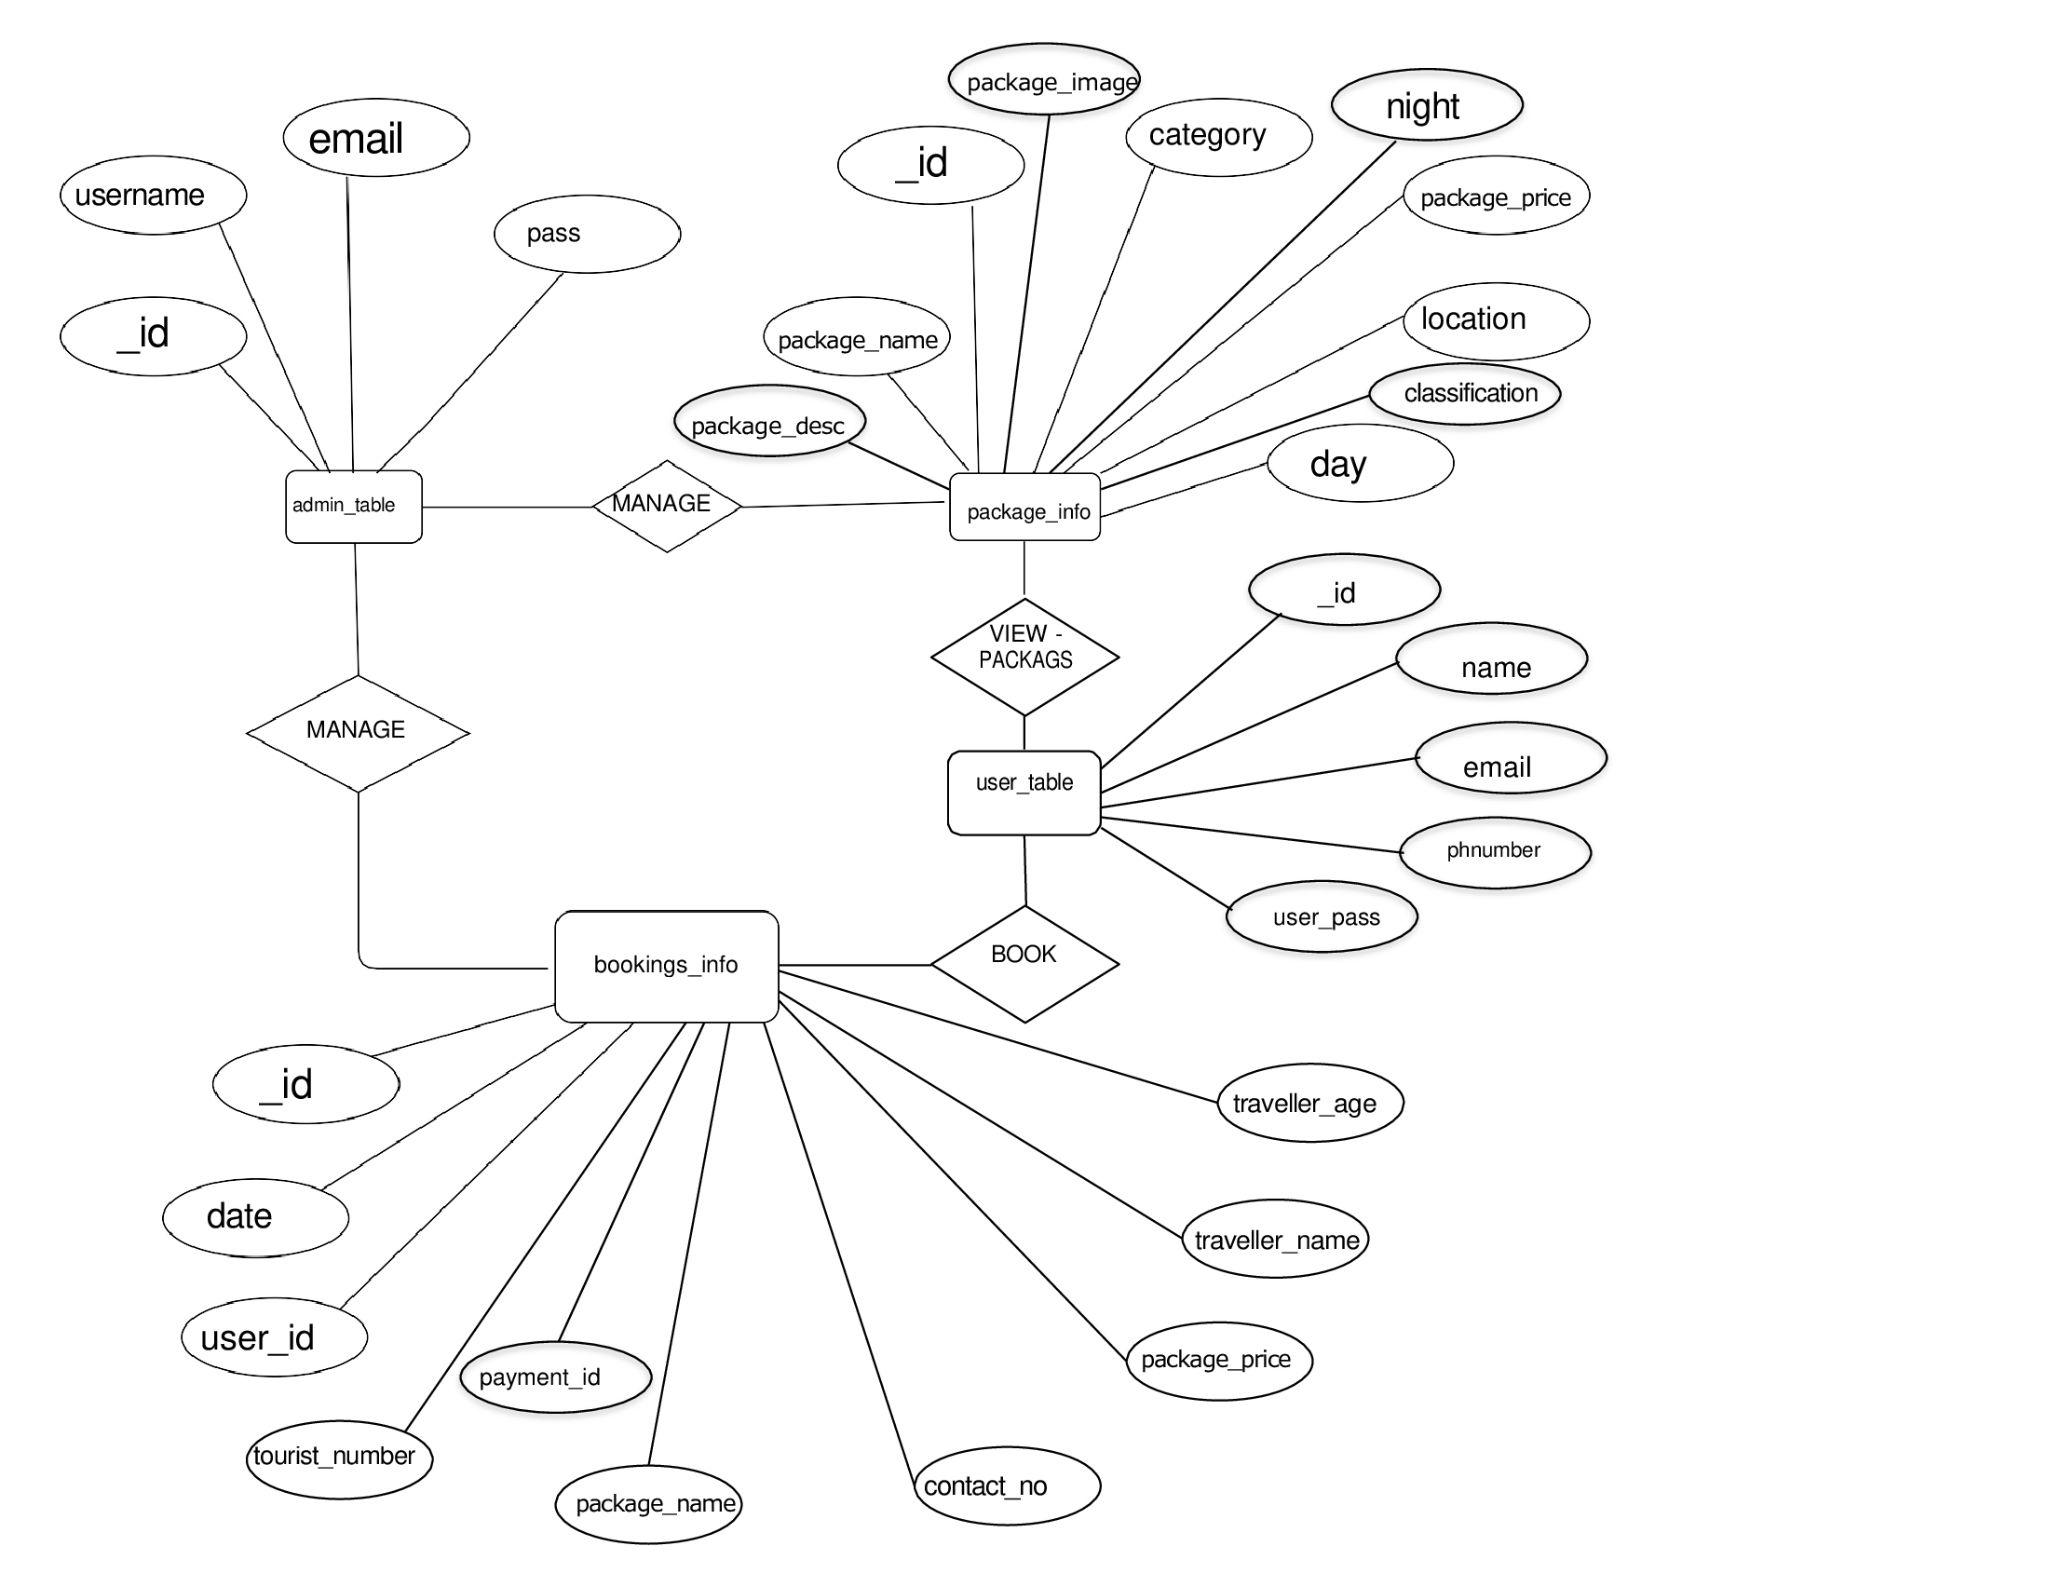 package_image
night
email
category
_id
username
package_price
pass
location
_id
package_name
classification
package_desc
day
admin_table
MANAGE
package_info
_id
VIEW -
PACKAGS
name
MANAGE
email
user_table
phnumber
user_pass
BOOK
bookings_info
_id
traveller_age
date
traveller_name
user_id
package_price
payment_id
tourist_number
contact_no
package_name